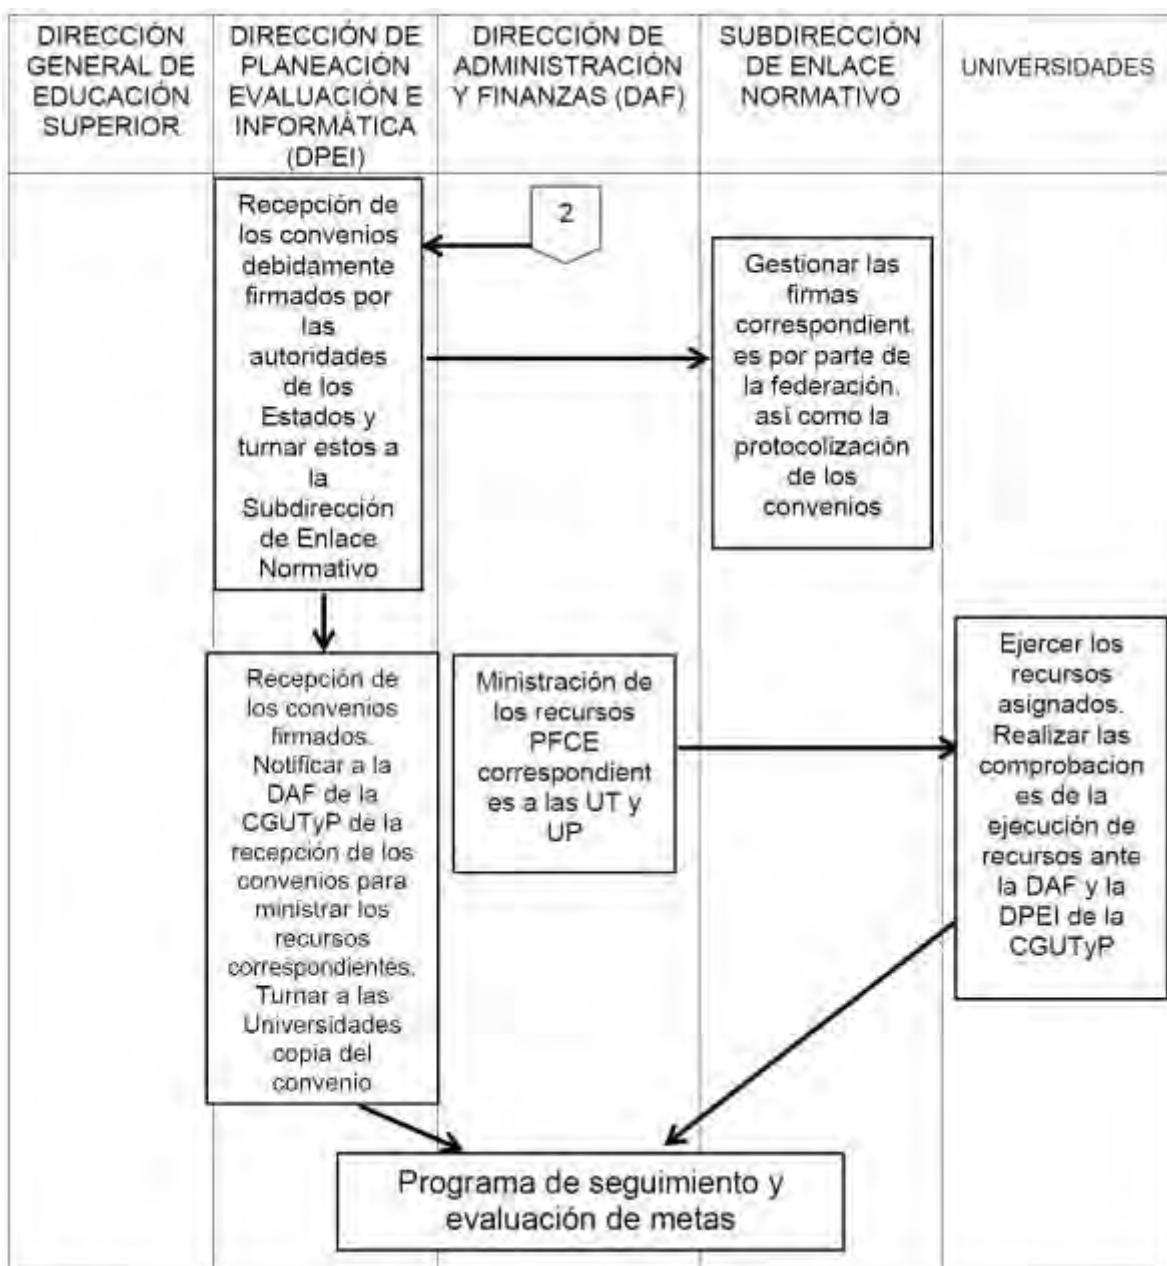 DIRECCIÓN
GENERAL DE
EDUCACIÓN
SUPERIOR
DIRECCIÓN DE
PLANEACIÓN
EVALUACIÓN E
INFORMÁTICA
(DPEI)
DIRECCIÓN DE
ADMINISTRACIÓN
Y FINANZAS (DAF)
SUBDIRECCIÓN
DE ENLACE
NORMATIVO
UNIVERSIDADES
Recepción de
los convenios
debidamente
firmados por
las
autoridades
de los
Estados y
turnar estos a
la
Subdirección
de Enlace
Normativo
2
Gestionar las
firmas
correspondient
es por parte de
la federación.
así como la
protocolización
de los
convenios
Recepción de
los convenios
firmados.
Notificar a la
DAF de la
CGUTyP de la
recepción de los
convenios para
ministrar los
recursos
correspondientes.
Turnar a las
Universidades
copia del
convenio
Ministración de
los recursos
PFCE
correspondient
es a las UT y
UP
Ejercer los
recursos
asignados.
Realizar las
comprobacion
es de la
ejecución de
recursos ante
la DAF y la
DPEI de la
CGUTyP
Programa de seguimiento y
evaluación de metas